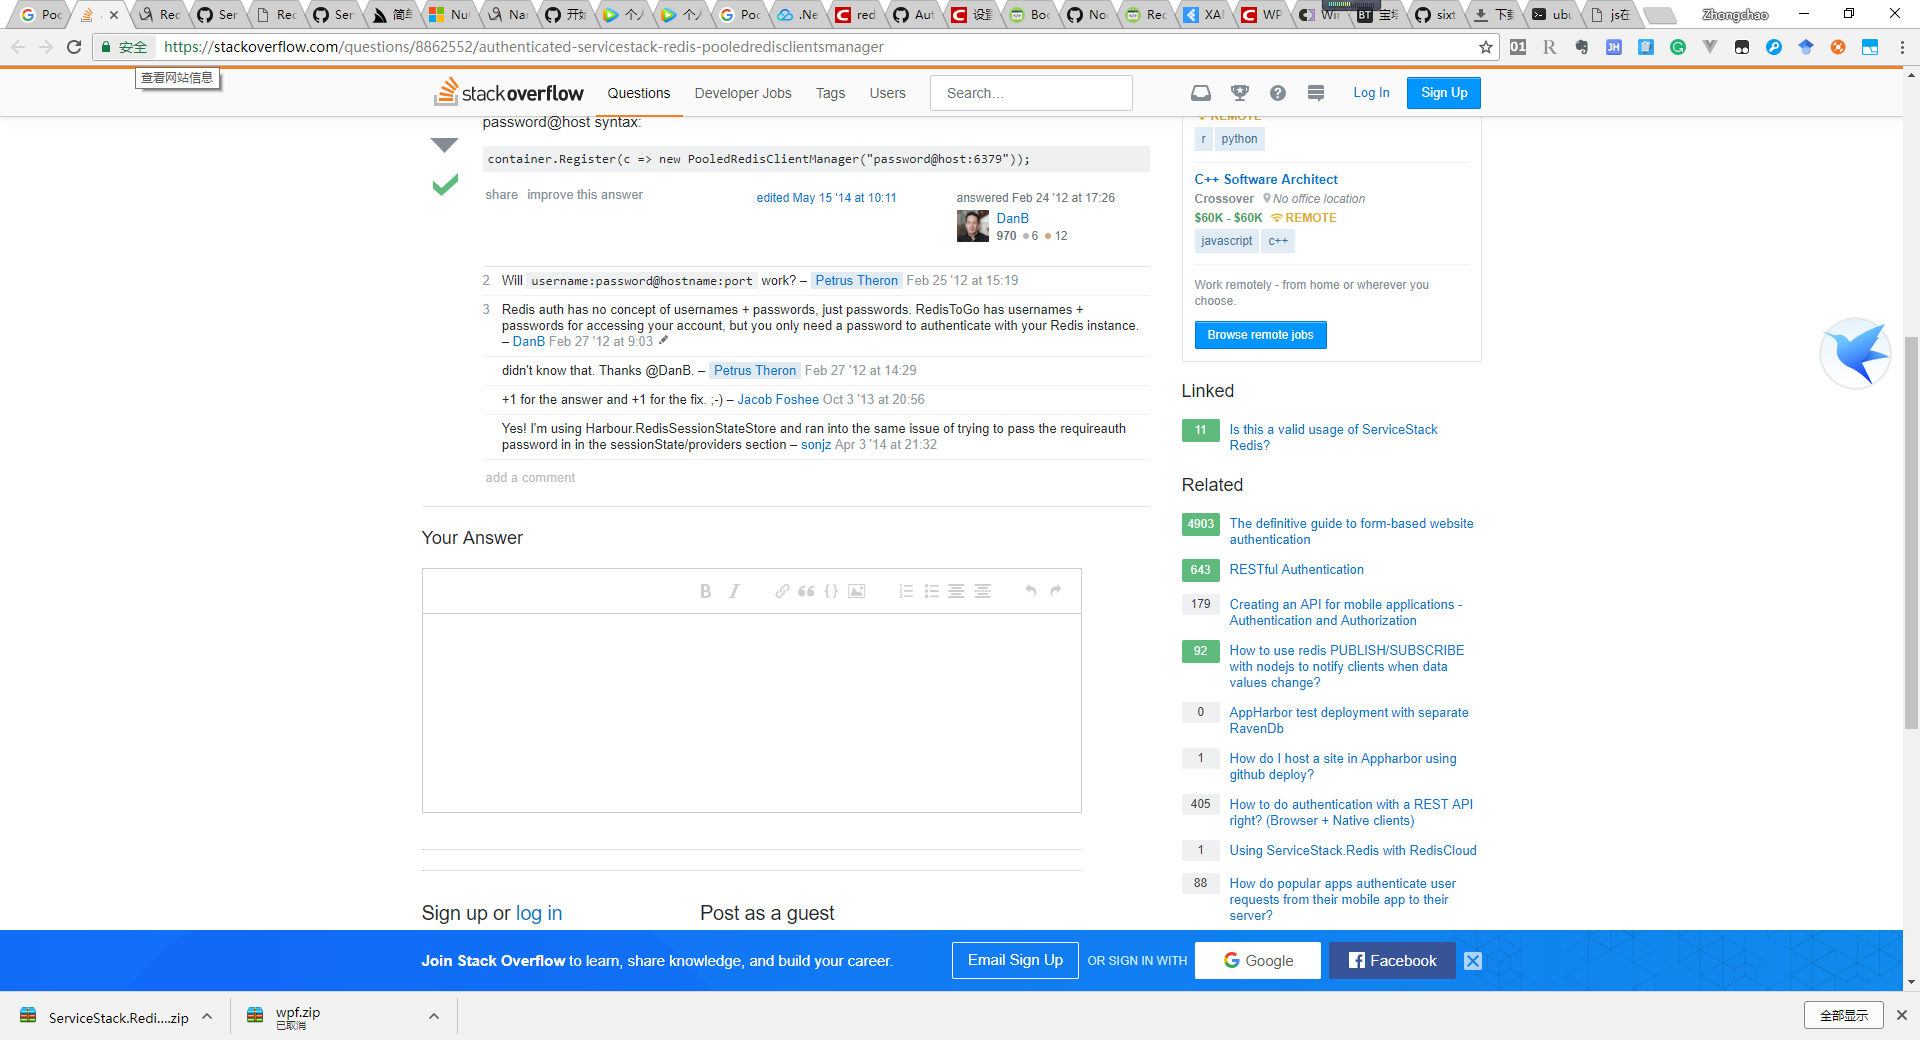 Poo
Rec
Ser
Rec
Ser
简单
Nu
Nar
开始
个人
个人
Poo
.Ne
red
Aut
设置
Boo
Noc
Rec
XAM
WP
Win
宝塔
sixt
下载
ubu
js在
Zhongchao
安全
https://stackoverflow.com/questions/8862552/authenticated-servicestack-redis-pooledredisclientsmanager
查看网站信息
stackoverflow
Questions
Developer Jobs
Tags
Users
Search…
Log In
Sign Up
password@host syntax:
container.Register(c => new PooledRedisClientManager("password@host:6379"));
share improve this answer
edited May 15 '14 at 10:11
answered Feb 24 '12 at 17:26
DanB
970 ●6 ●12
2 Will username:password@hostname:port work? – Petrus Theron Feb 25 '12 at 15:19
3 Redis auth has no concept of usernames + passwords, just passwords. RedisToGo has usernames +
passwords for accessing your account, but you only need a password to authenticate with your Redis instance.
– DanB Feb 27 '12 at 9:03
didn't know that. Thanks @DanB. – Petrus Theron Feb 27 '12 at 14:29
+1 for the answer and +1 for the fix. ;-) – Jacob Foshee Oct 3 '13 at 20:56
Yes! I'm using Harbour.RedisSessionStateStore and ran into the same issue of trying to pass the requireauth
password in in the sessionState/providers section – sonjz Apr 3 '14 at 21:32
add a comment
Your Answer
Sign up or log in
Post as a guest
REMOTE
r python
C++ Software Architect
Crossover No office location
$60K - $60K REMOTE
javascript c++
Work remotely - from home or wherever you
choose.
Browse remote jobs
Linked
11 Is this a valid usage of ServiceStack
Redis?
Related
4903 The definitive guide to form-based website
authentication
643 RESTful Authentication
179 Creating an API for mobile applications -
Authentication and Authorization
92 How to use redis PUBLISH/SUBSCRIBE
with nodejs to notify clients when data
values change?
0 AppHarbor test deployment with separate
RavenDb
1 How do I host a site in Appharbor using
github deploy?
405 How to do authentication with a REST API
right? (Browser + Native clients)
1 Using ServiceStack.Redis with RedisCloud
88 How do popular apps authenticate user
requests from their mobile app to their
server?
Join Stack Overflow to learn, share knowledge, and build your career.
Email Sign Up
OR SIGN IN WITH
Google
Facebook
ServiceStack.Redi....zip
wpf.zip
已取消
全部显示